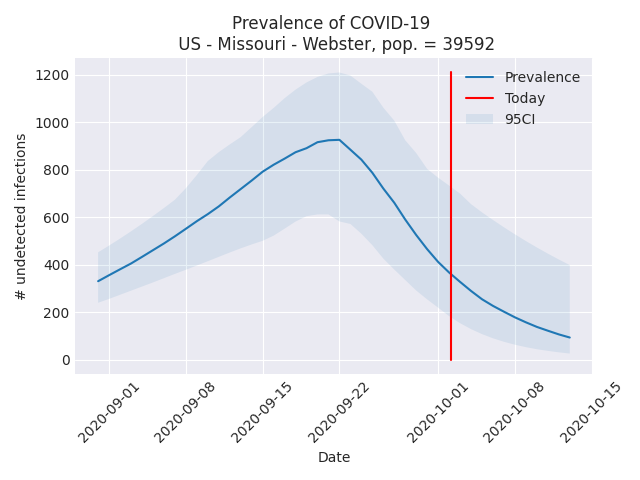 Prevalence of COVID-19
US - Missouri - Webster, pop. = 39592
Prevalence
Today
95CI
# undetected infections
1200
1000
800
600
400
200
0
2020-09-01
2020-09-08
2020-09-15
2020-09-22
2020-10-01
2020-10-08
2020-10-15
Date